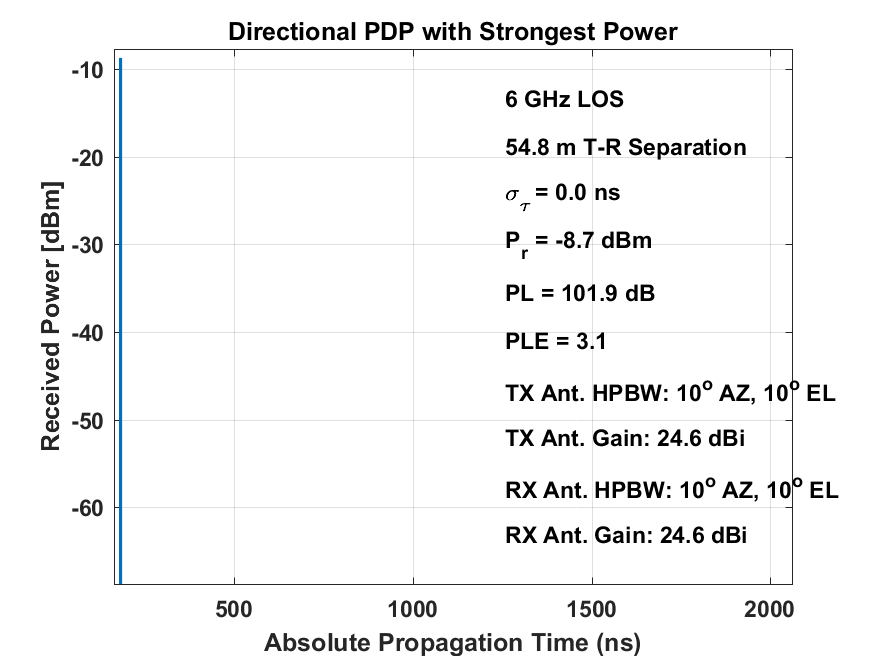 Directional PDP with Strongest Power
-10
-20
-30
-40
-50
-60
Received Power [dBm]
6 GHz LOS
54.8 m T-R Separation
σ_τ = 0.0 ns
P_r = -8.7 dBm
PL = 101.9 dB
PLE = 3.1
TX Ant. HPBW: 10° AZ, 10° EL
TX Ant. Gain: 24.6 dBi
RX Ant. HPBW: 10° AZ, 10° EL
RX Ant. Gain: 24.6 dBi
500 1000 1500 2000
Absolute Propagation Time (ns)